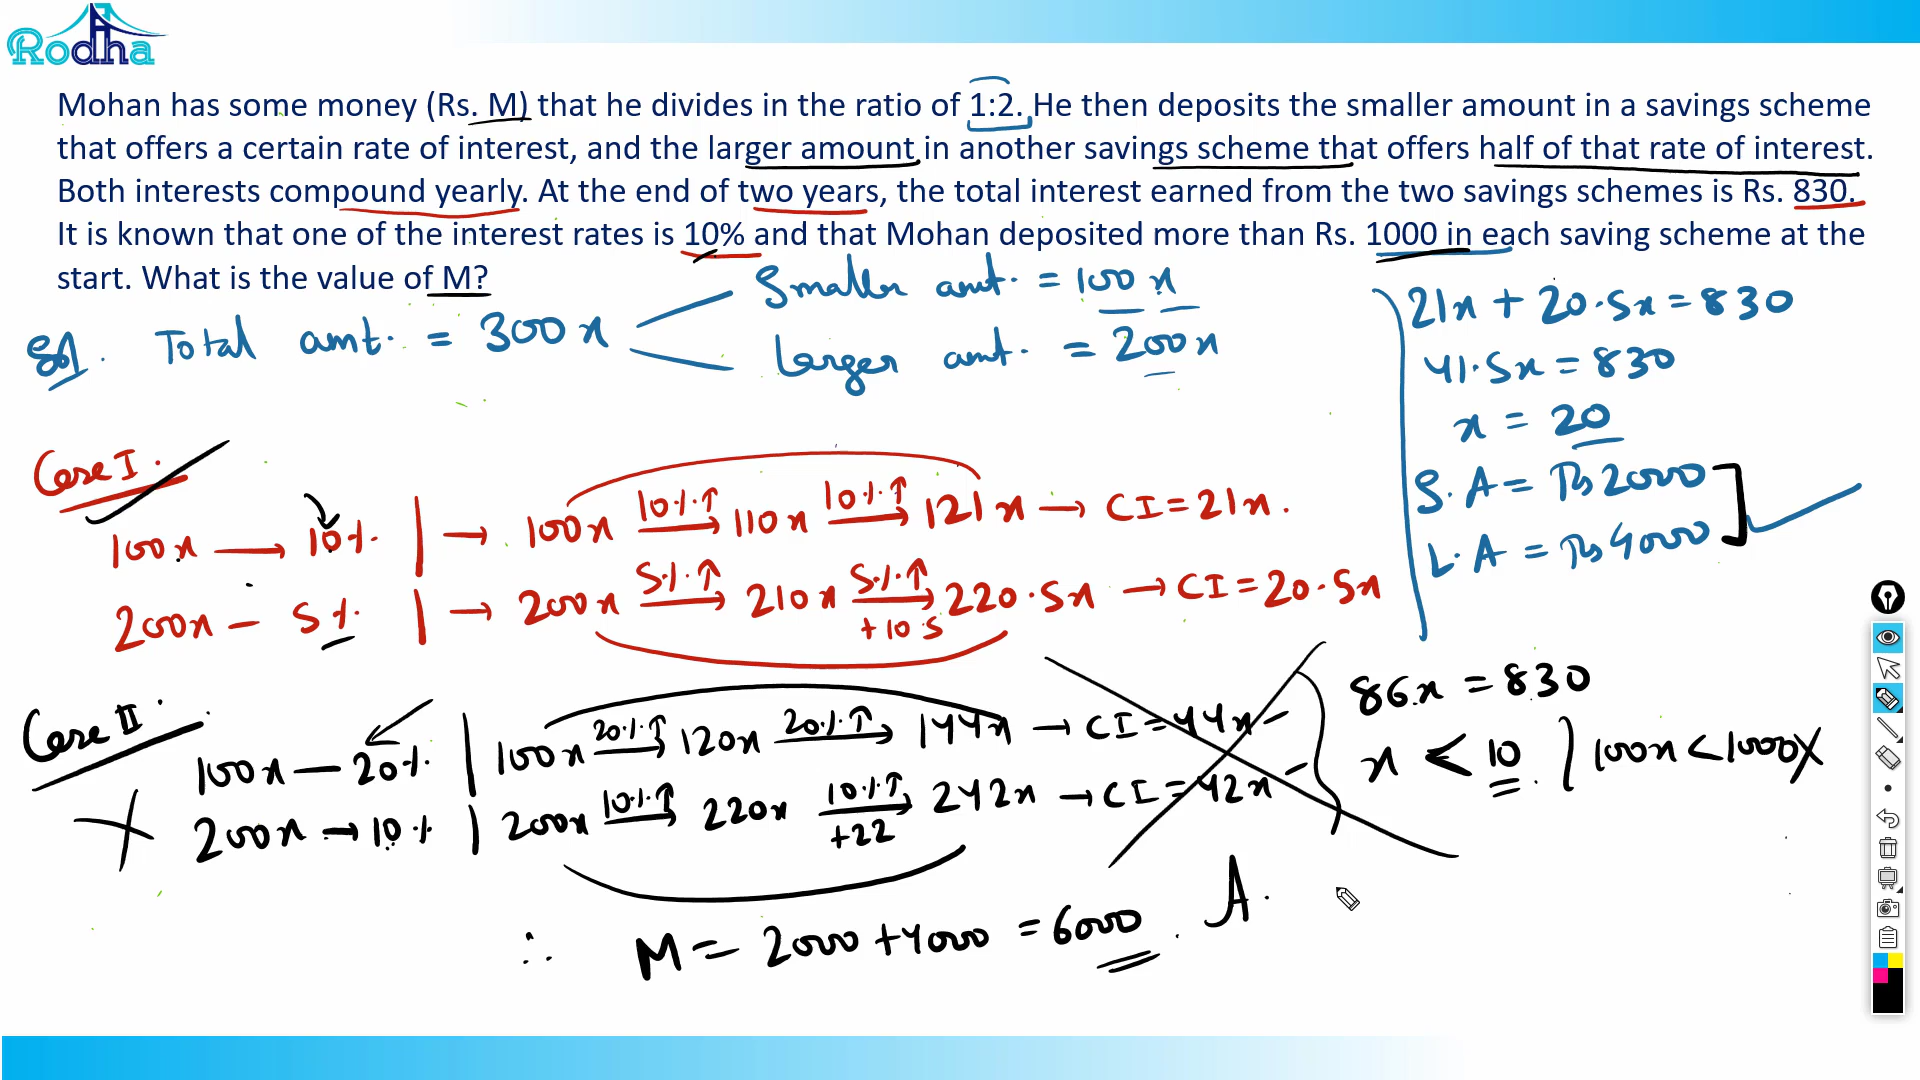 Rodha
Mohan has some money (Rs. M) that he divides in the ratio of 1:2. He then deposits the smaller amount in a savings scheme
that offers a certain rate of interest, and the larger amount in another savings scheme that offers half of that rate of interest.
Both interests compound yearly. At the end of two years, the total interest earned from the two savings schemes is Rs. 830.
It is known that one of the interest rates is 10% and that Mohan deposited more than Rs. 1000 in each saving scheme at the
start. What is the value of M?
Sol. Total amt. = 300x
Smaller amt. = 100x
Larger amt. = 200x
21x + 20.5x = 830
41.5x = 830
x = 20
S.A = Rs 2000
L.A = Rs 4000
Case I.
100x → 10% | → 100x 10%↑ → 110x 10%↑ → 121x → CI = 21x.
200x – 5% | → 200x 5%↑ → 210x 5%↑ → 220.5x → CI = 20.5x
+10.5
Case II.
100x – 20% | 100x 20%↑ → 120x 20%↑ → 144x → CI = 44x
200x → 10% | 200x 10%↑ → 220x 10%↑ → 242x → CI = 42x
+22
86x = 830
x < 10 | 100x < 1000 X
∴ M = 2000 + 4000 = 6000. A.